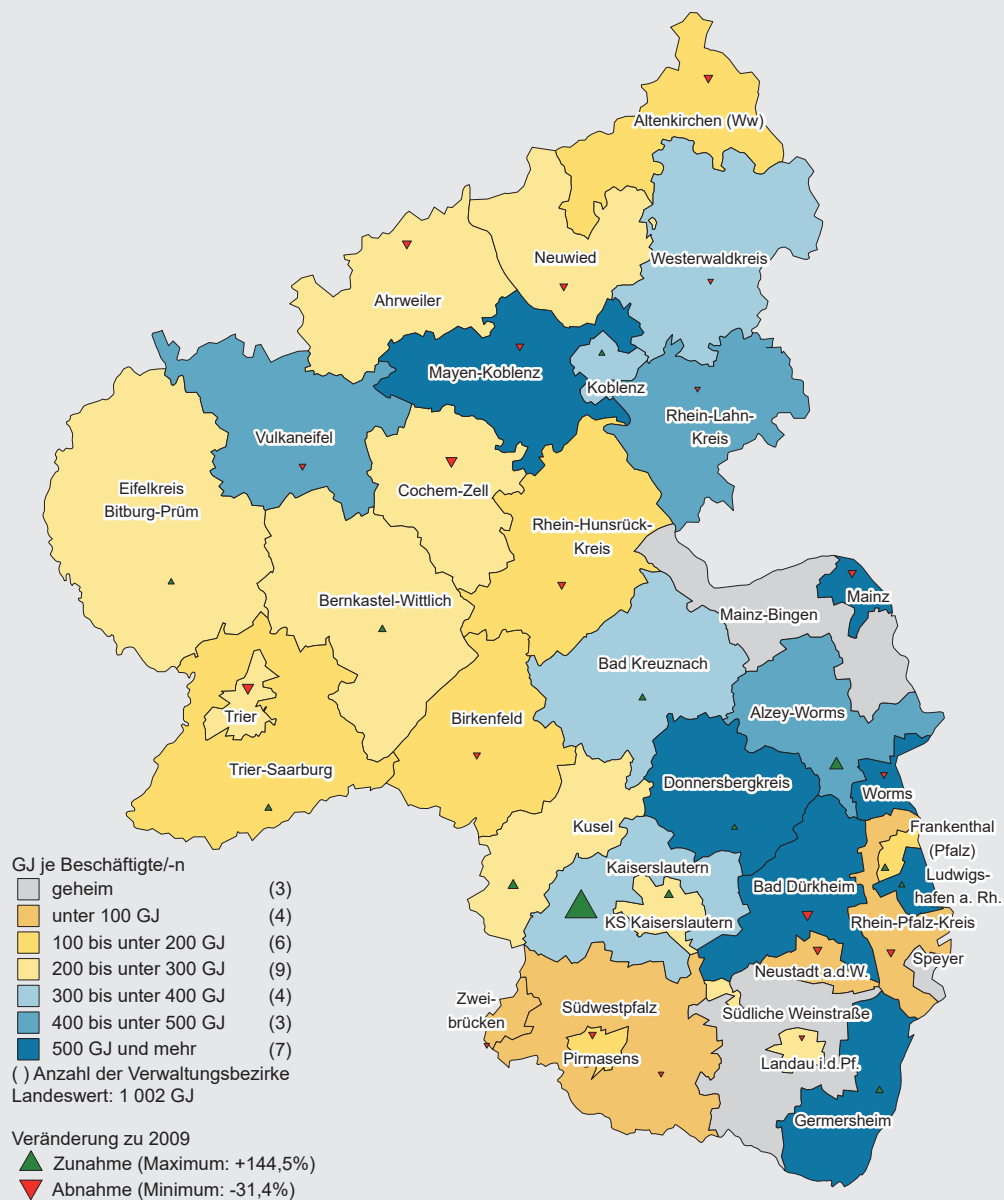 Altenkirchen (Ww)
Neuwied
Westerwaldkreis
Ahrweiler
Mayen-Koblenz
Koblenz
Rhein-Lahn-
Kreis
Vulkaneifel
Eifelkreis
Bitburg-Prüm
Cochem-Zell
Rhein-Hunsrück-
Kreis
Bernkastel-Wittlich
Mainz-Bingen
Mainz
Bad Kreuznach
Trier
Birkenfeld
Alzey-Worms
Trier-Saarburg
Donnersbergkreis
Worms
Kusel
Frankenthal
(Pfalz)
Ludwigs-
hafen a. Rh.
Kaiserslautern
Bad Dürkheim
KS Kaiserslautern
Rhein-Pfalz-Kreis
Speyer
Neustadt a.d.W.
Zwei-
brücken
Südwestpfalz
Südliche Weinstraße
Pirmasens
Landau i.d.Pf.
Germersheim
GJ je Beschäftigte/-n
geheim (3)
unter 100 GJ (4)
100 bis unter 200 GJ (6)
200 bis unter 300 GJ (9)
300 bis unter 400 GJ (4)
400 bis unter 500 GJ (3)
500 GJ und mehr (7)
( ) Anzahl der Verwaltungsbezirke
Landeswert: 1 002 GJ
Veränderung zu 2009
Zunahme (Maximum: +144,5%)
Abnahme (Minimum: -31,4%)